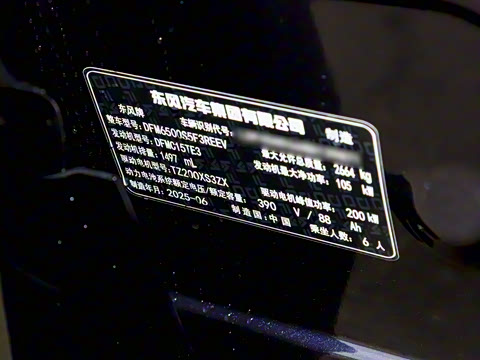 东风汽车集团有限公司 制造
东风牌 车辆识别代号:
整车型号: DFM6500S5F3REEV 最大允许总质量: 2664 kg
发动机型号: DFMC15TE3 发动机最大净功率: 105 kW
发动机排量: 1497 mL
驱动电机型号: TZ200XS3ZX 驱动电机峰值功率: 200 kW
动力电池系统额定电压/额定容量: 390 V / 88 Ah
制造年月: 2025-06 制造国: 中国 乘坐人数: 6 人